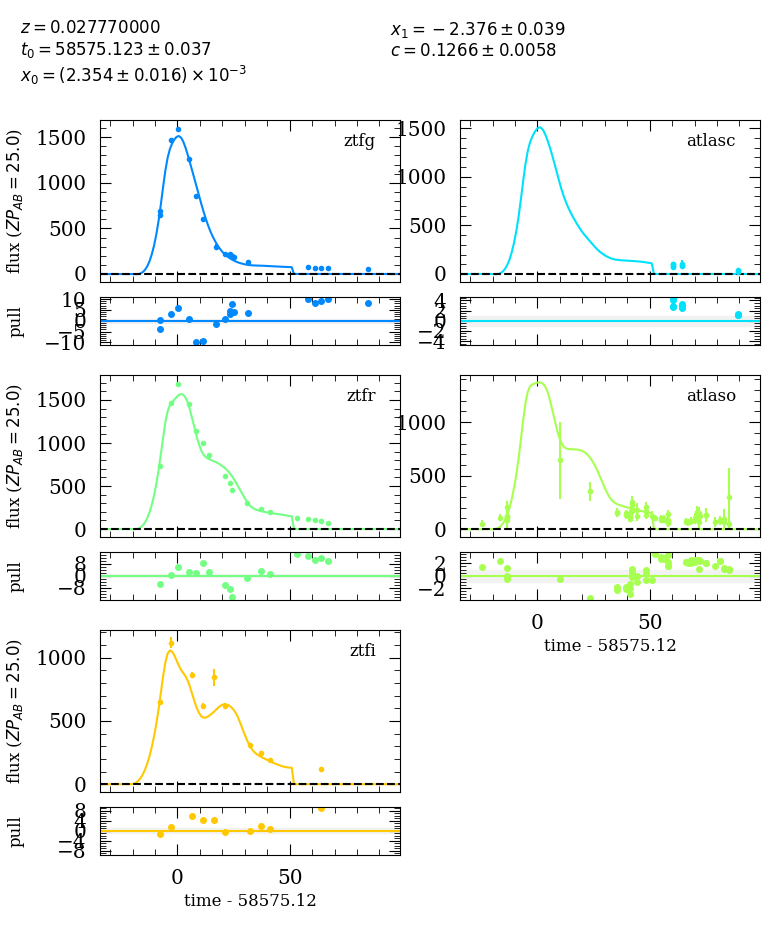 z = 0.027770000
t₀ = 58575.123 ± 0.037
x₀ = (2.354 ± 0.016) × 10⁻³
x₁ = −2.376 ± 0.039
c = 0.1266 ± 0.0058
ztfg
flux (ZP_AB = 25.0)
1500
1000
500
0
pull
10
5
0
−5
−10
atlasc
1500
1000
500
0
4
2
0
−2
−4
ztfr
flux (ZP_AB = 25.0)
1500
1000
500
0
pull
8
0
−8
atlaso
1000
500
0
2
0
−2
0 50
time - 58575.12
ztfi
flux (ZP_AB = 25.0)
1000
500
0
pull
8
4
0
−4
−8
0 50
time - 58575.12